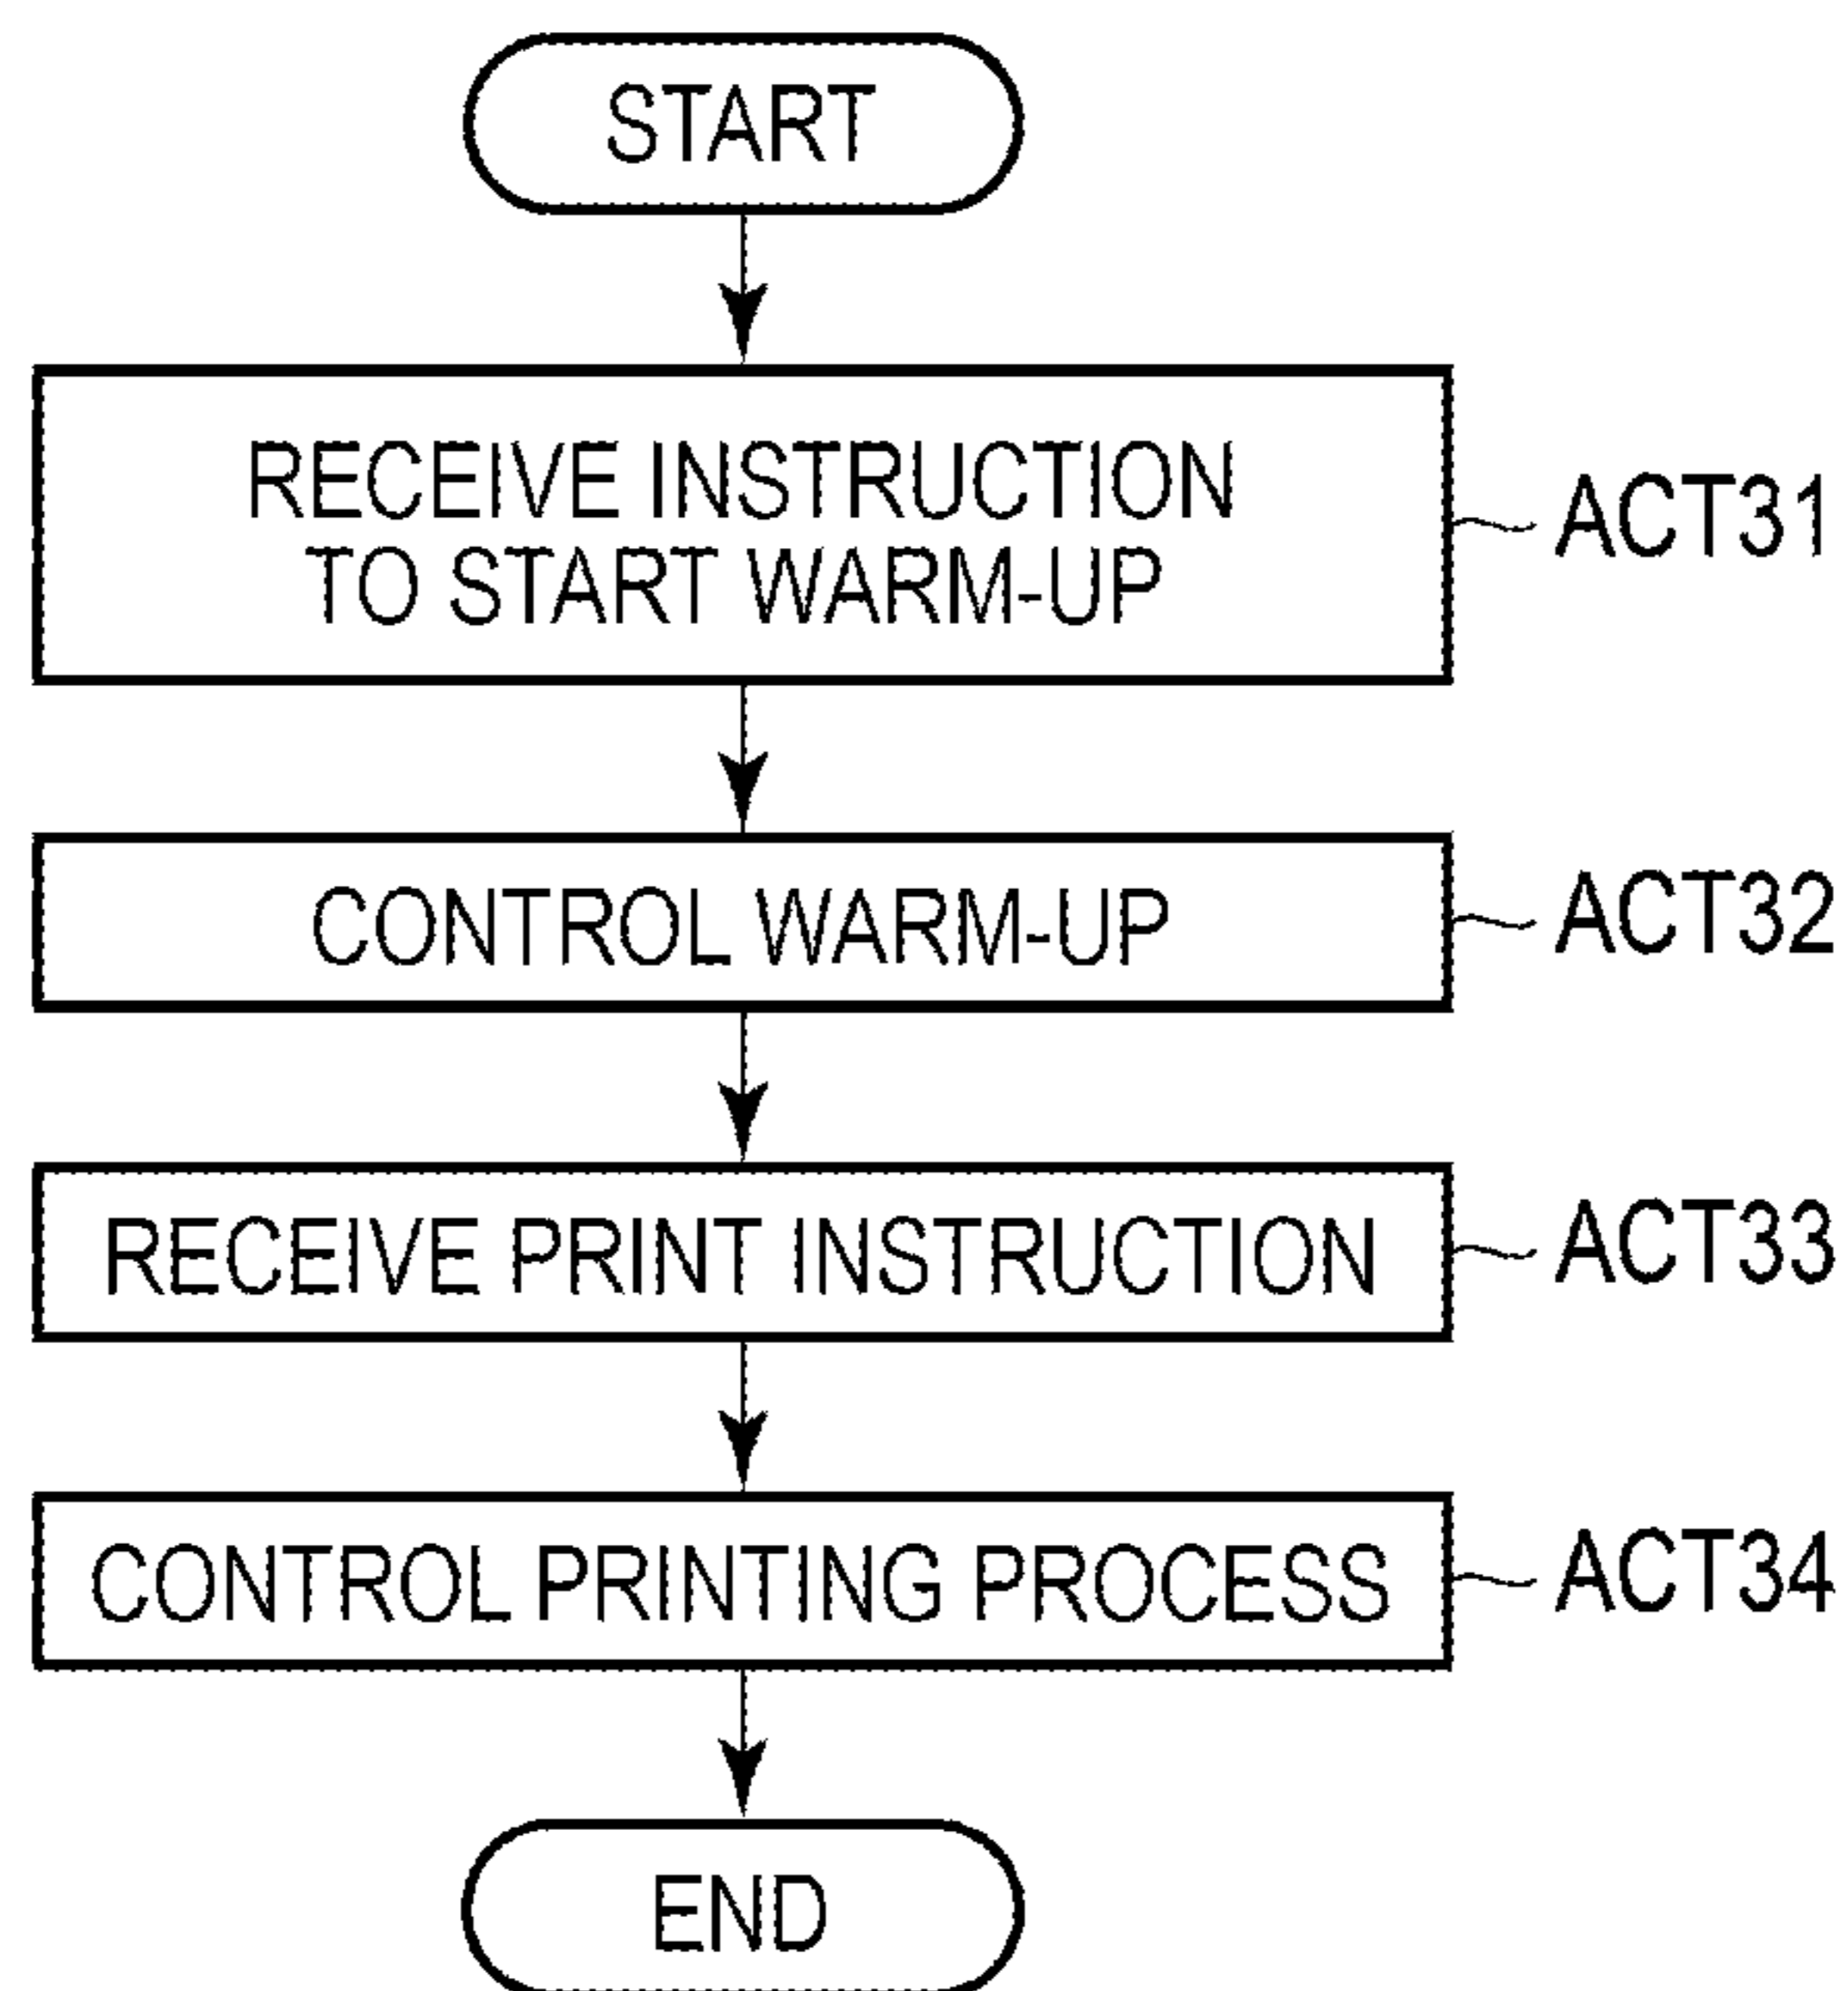 START
RECEIVE INSTRUCTION
TO START WARM-UP
ACT31
CONTROL WARM-UP
ACT32
RECEIVE PRINT INSTRUCTION
ACT33
CONTROL PRINTING PROCESS
ACT34
END